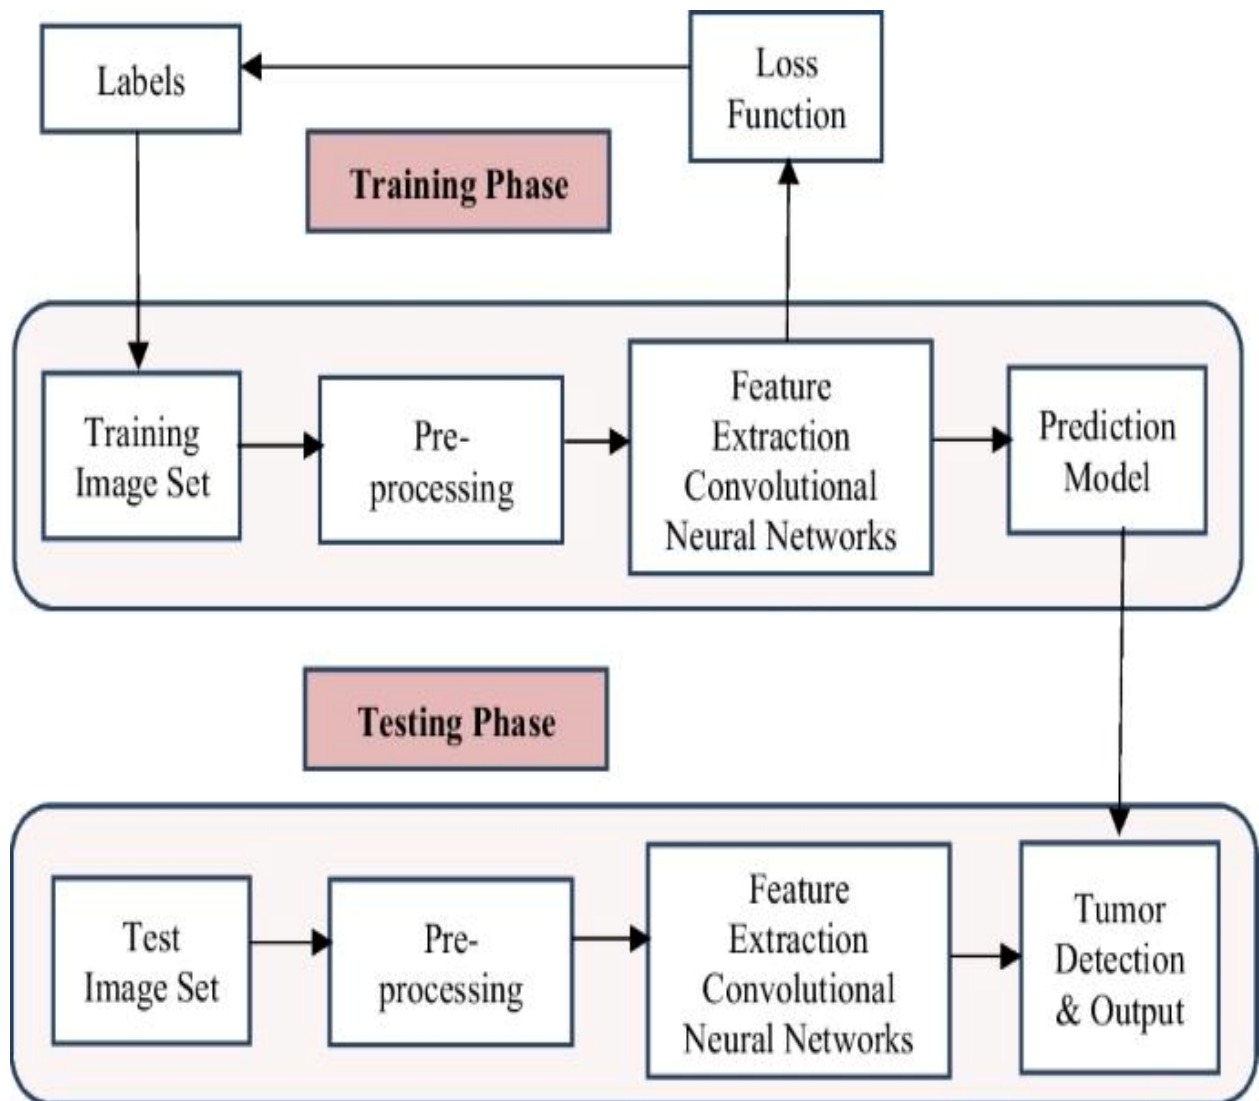 Labels
Loss
Function
Training Phase
Training
Image Set
Pre-
processing
Feature
Extraction
Convolutional
Neural Networks
Prediction
Model
Testing Phase
Test
Image Set
Pre-
processing
Feature
Extraction
Convolutional
Neural Networks
Tumor
Detection
& Output